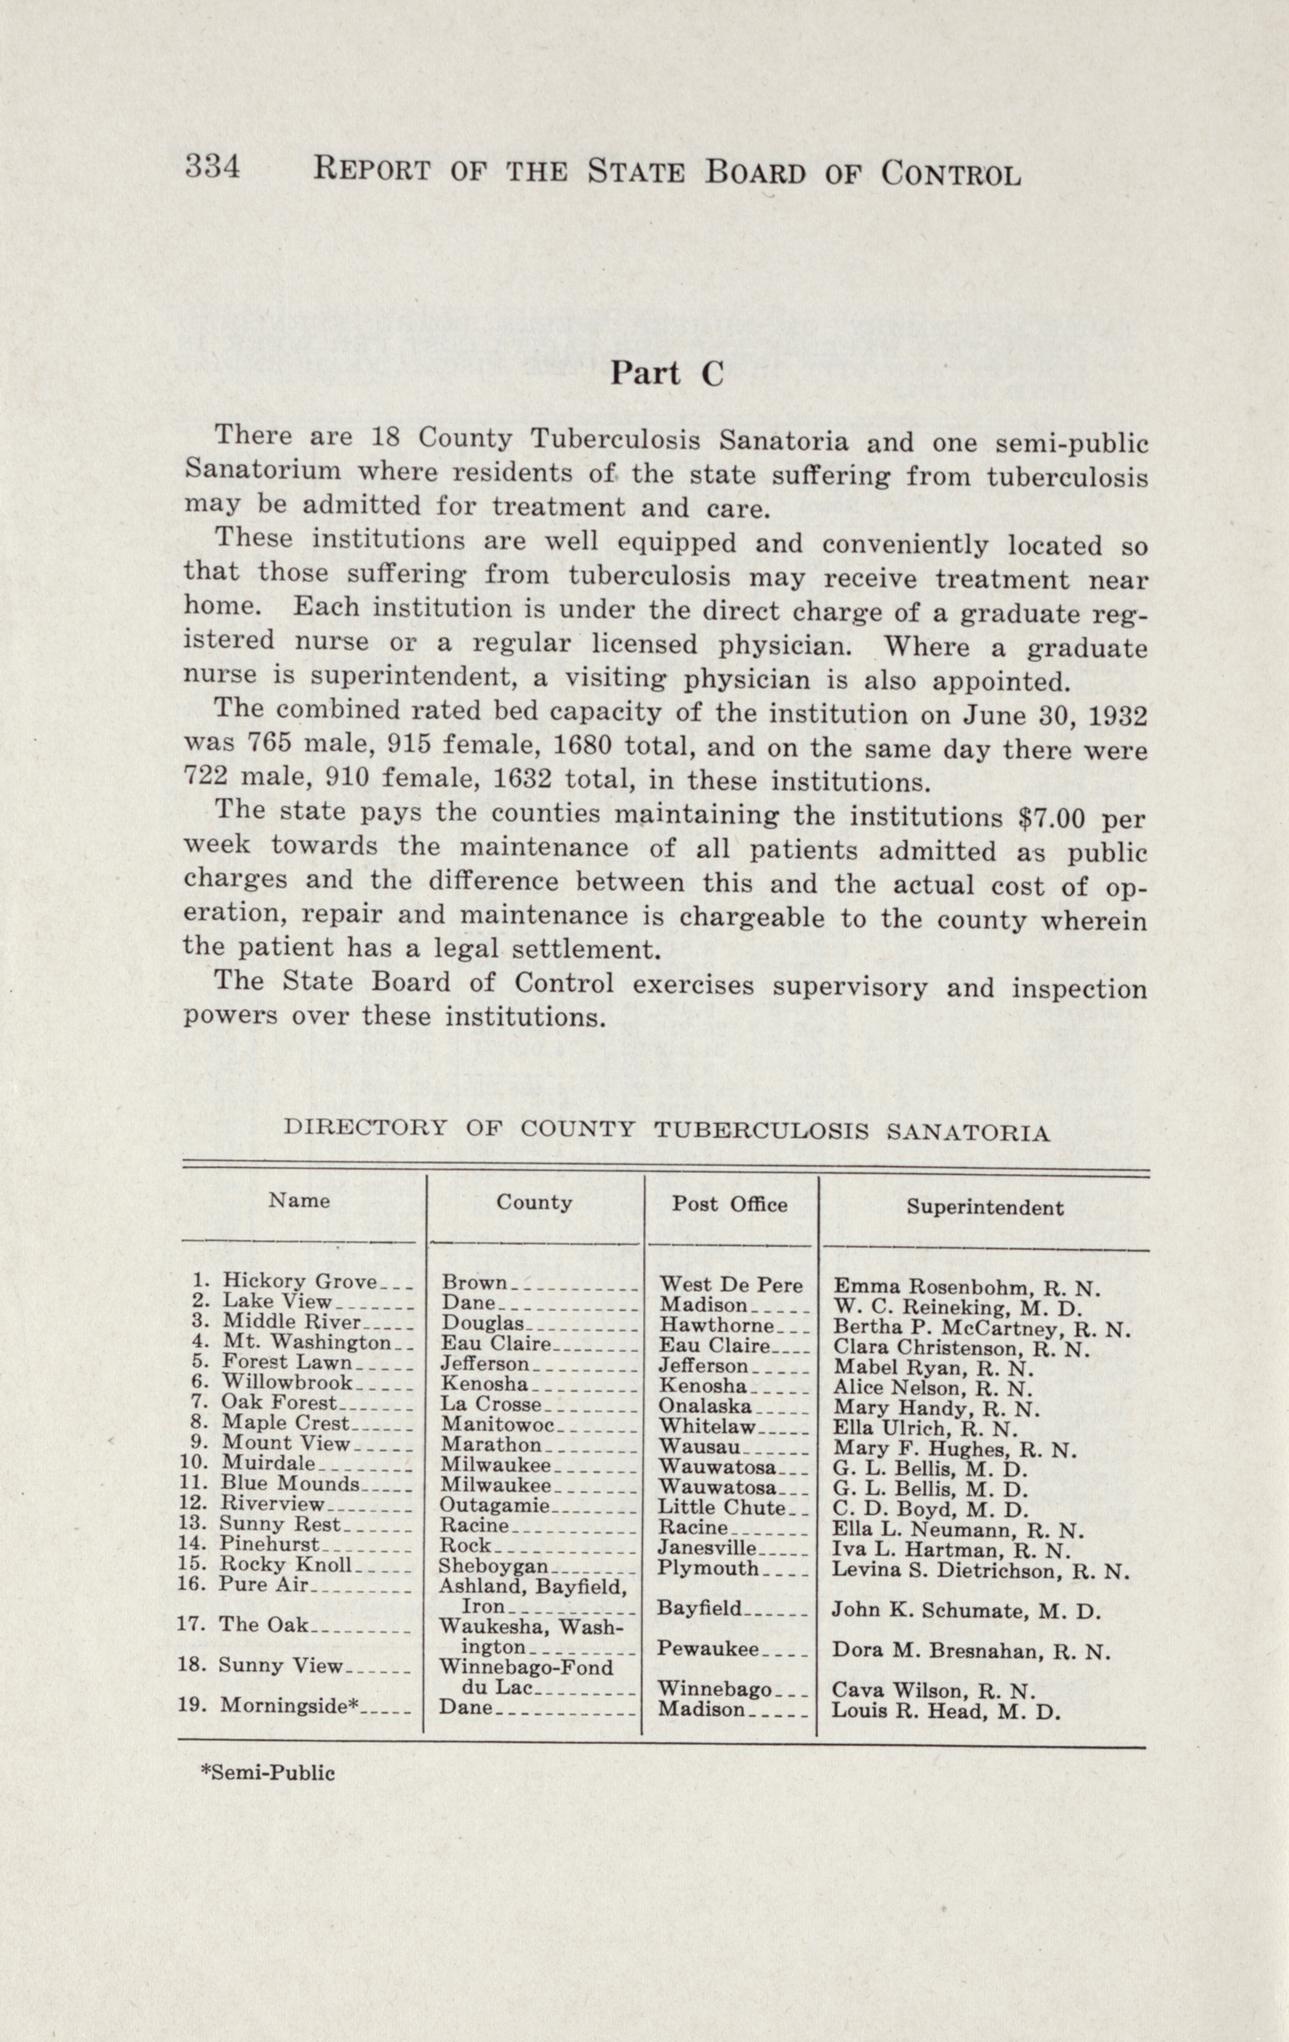 334 REPORT OF THE STATE BOARD OF CONTROL
Part C
There are 18 County Tuberculosis Sanatoria and one semi-public
Sanatorium where residents of the state suffering from tuberculosis
may be admitted for treatment and care.
These institutions are well equipped and conveniently located so
that those suffering from tuberculosis may receive treatment near
home. Each institution is under the direct charge of a graduate reg-
istered nurse or a regular licensed physician. Where a graduate
nurse is superintendent, a visiting physician is also appointed.
The combined rated bed capacity of the institution on June 30, 1932
was 765 male, 915 female, 1680 total, and on the same day there were
722 male, 910 female, 1632 total, in these institutions.
The state pays the counties maintaining the institutions $7.00 per
week towards the maintenance of all patients admitted as public
charges and the difference between this and the actual cost of op-
eration, repair and maintenance is chargeable to the county wherein
the patient has a legal settlement.
The State Board of Control exercises supervisory and inspection
powers over these institutions.
DIRECTORY OF COUNTY TUBERCULOSIS SANATORIA
Name County Post Office Superintendent
1. Hickory Grove Brown West De Pere Emma Rosenbohm, R. N.
2. Lake View Dane Madison W. C. Reineking, M. D.
3. Middle River Douglas Hawthorne Bertha P. McCartney, R. N.
4. Mt. Washington Eau Claire Eau Claire Clara Christenson, R. N.
5. Forest Lawn Jefferson Jefferson Mabel Ryan, R. N.
6. Willowbrook Kenosha Kenosha Alice Nelson, R. N.
7. Oak Forest La Crosse Onalaska Mary Handy, R. N.
8. Maple Crest Manitowoc Whitelaw Ella Ulrich, R. N.
9. Mount View Marathon Wausau Mary F. Hughes, R. N.
10. Muirdale Milwaukee Wauwatosa G. L. Bellis, M. D.
11. Blue Mounds Milwaukee Wauwatosa G. L. Bellis, M. D.
12. Riverview Outagamie Little Chute C. D. Boyd, M. D.
13. Sunny Rest Racine Racine Ella L. Neumann, R. N.
14. Pinehurst Rock Janesville Iva L. Hartman, R. N.
15. Rocky Knoll Sheboygan Plymouth Levina S. Dietrichson, R. N.
16. Pure Air Ashland, Bayfield,
Iron Bayfield John K. Schumate, M. D.
17. The Oak Waukesha, Wash-
ington Pewaukee Dora M. Bresnahan, R. N.
18. Sunny View Winnebago-Fond
du Lac Winnebago Cava Wilson, R. N.
19. Morningside* Dane Madison Louis R. Head, M. D.
*Semi-Public